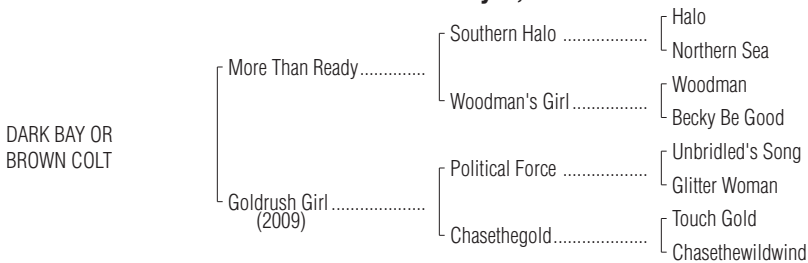 Halo
Southern Halo ..................
Northern Sea
More Than Ready..............
Woodman
Woodman's Girl................
Becky Be Good
DARK BAY OR
BROWN COLT
Unbridled's Song
Political Force ..................
Glitter Woman
Goldrush Girl ....................
(2009)
Touch Gold
Chasethegold....................
Chasethewildwind